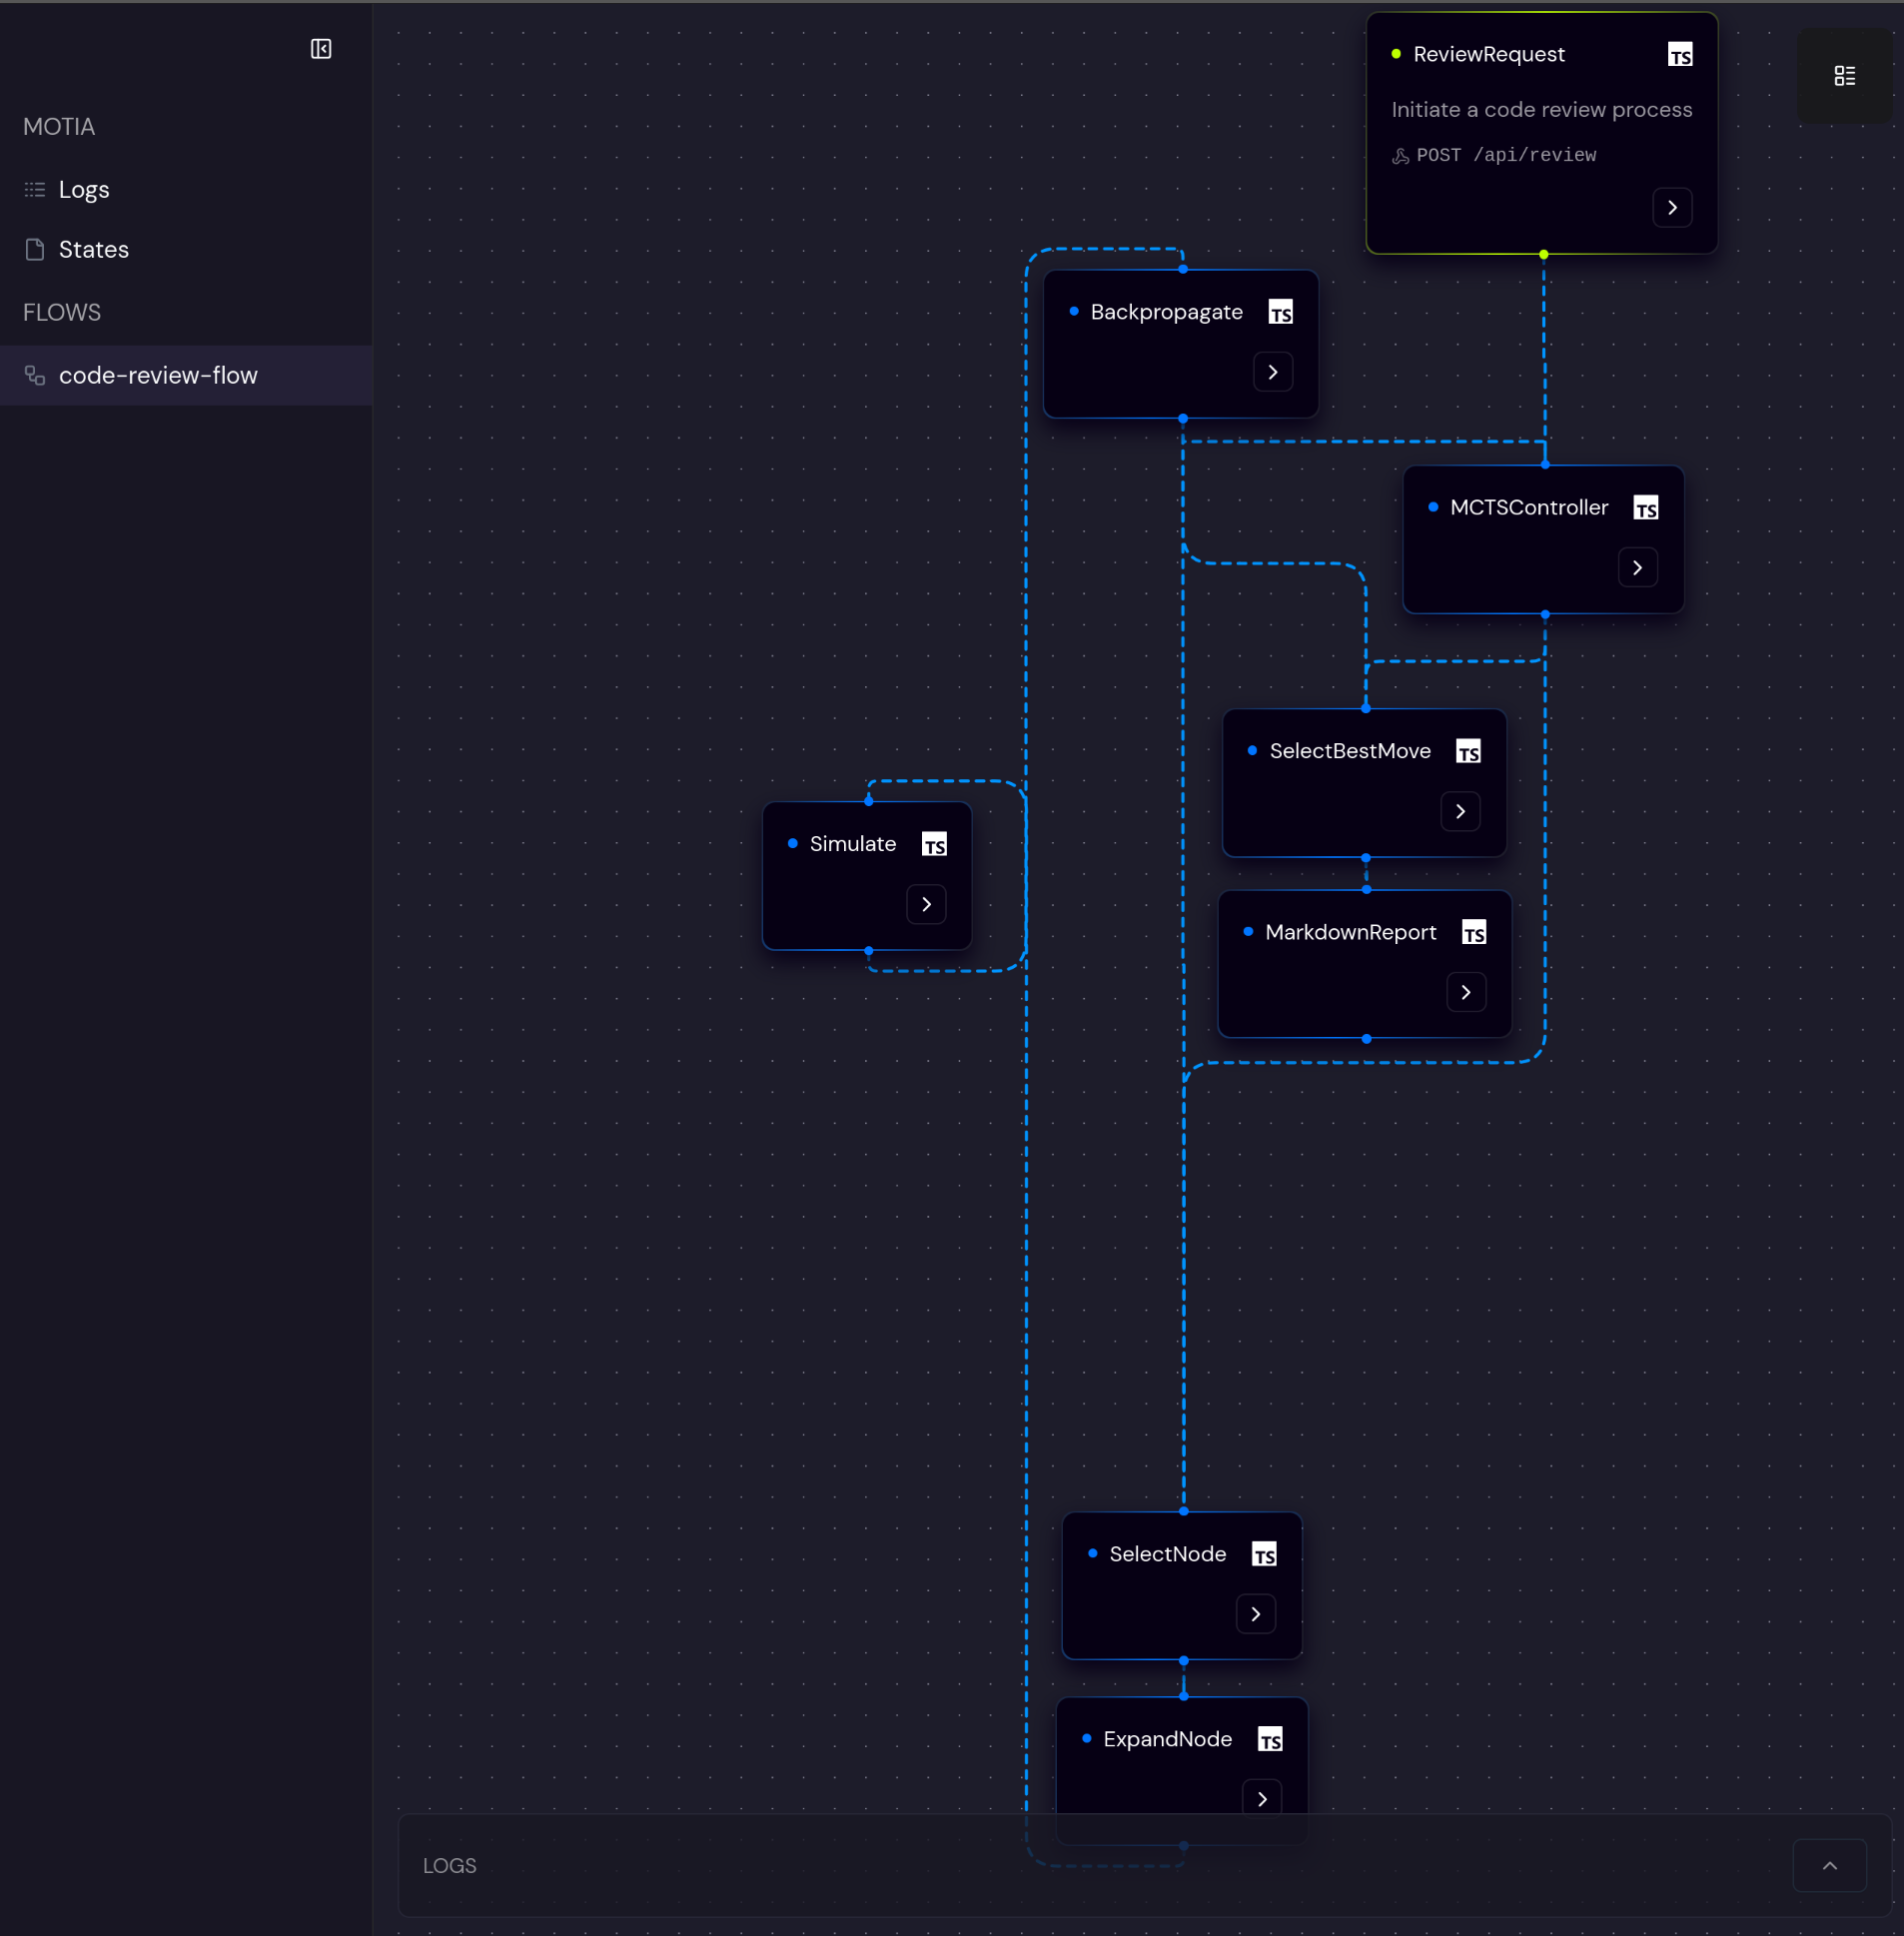 MOTIA
Logs
States
FLOWS
code-review-flow
ReviewRequest TS
Initiate a code review process
POST /api/review
Backpropagate TS
MCTSController TS
SelectBestMove TS
Simulate TS
MarkdownReport TS
SelectNode TS
ExpandNode TS
LOGS